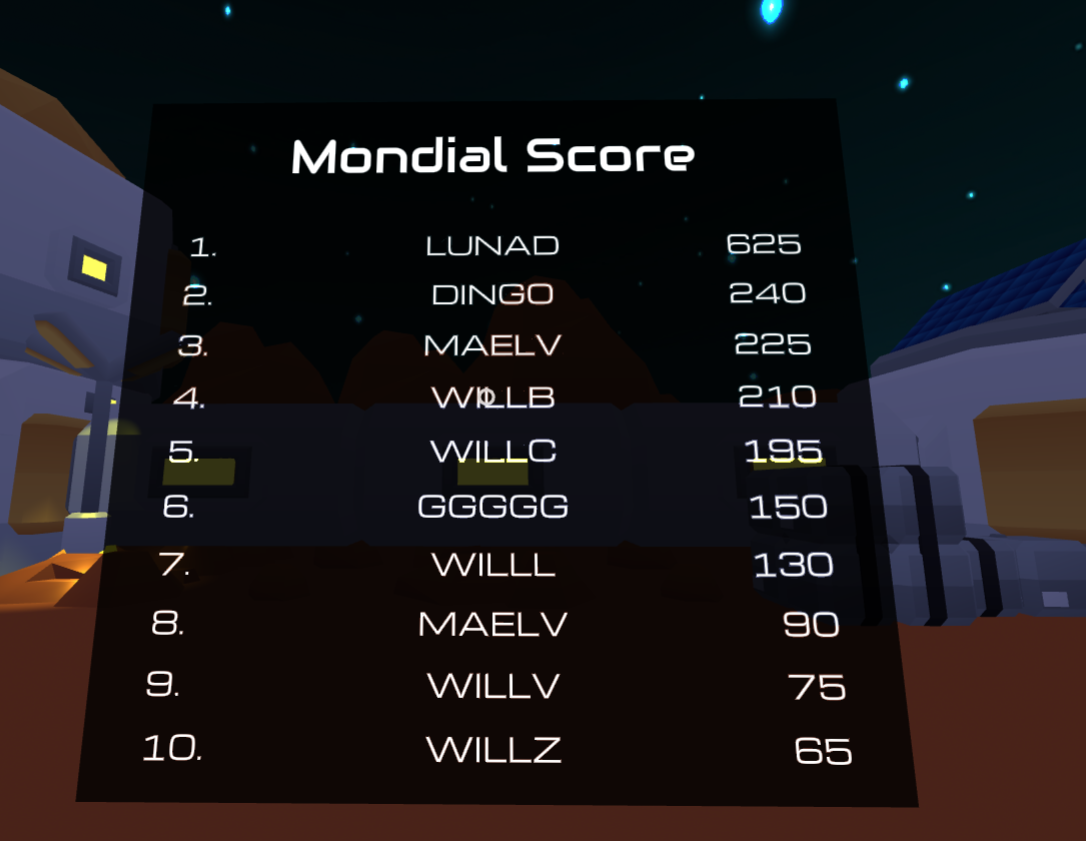 Mondial Score
1. LUNAD 625
2. DINGO 240
3. MAELV 225
4. WILLB 210
5. WILLC 195
6. GGGGG 150
7. WILLL 130
8. MAELV 90
9. WILLV 75
10. WILLZ 65